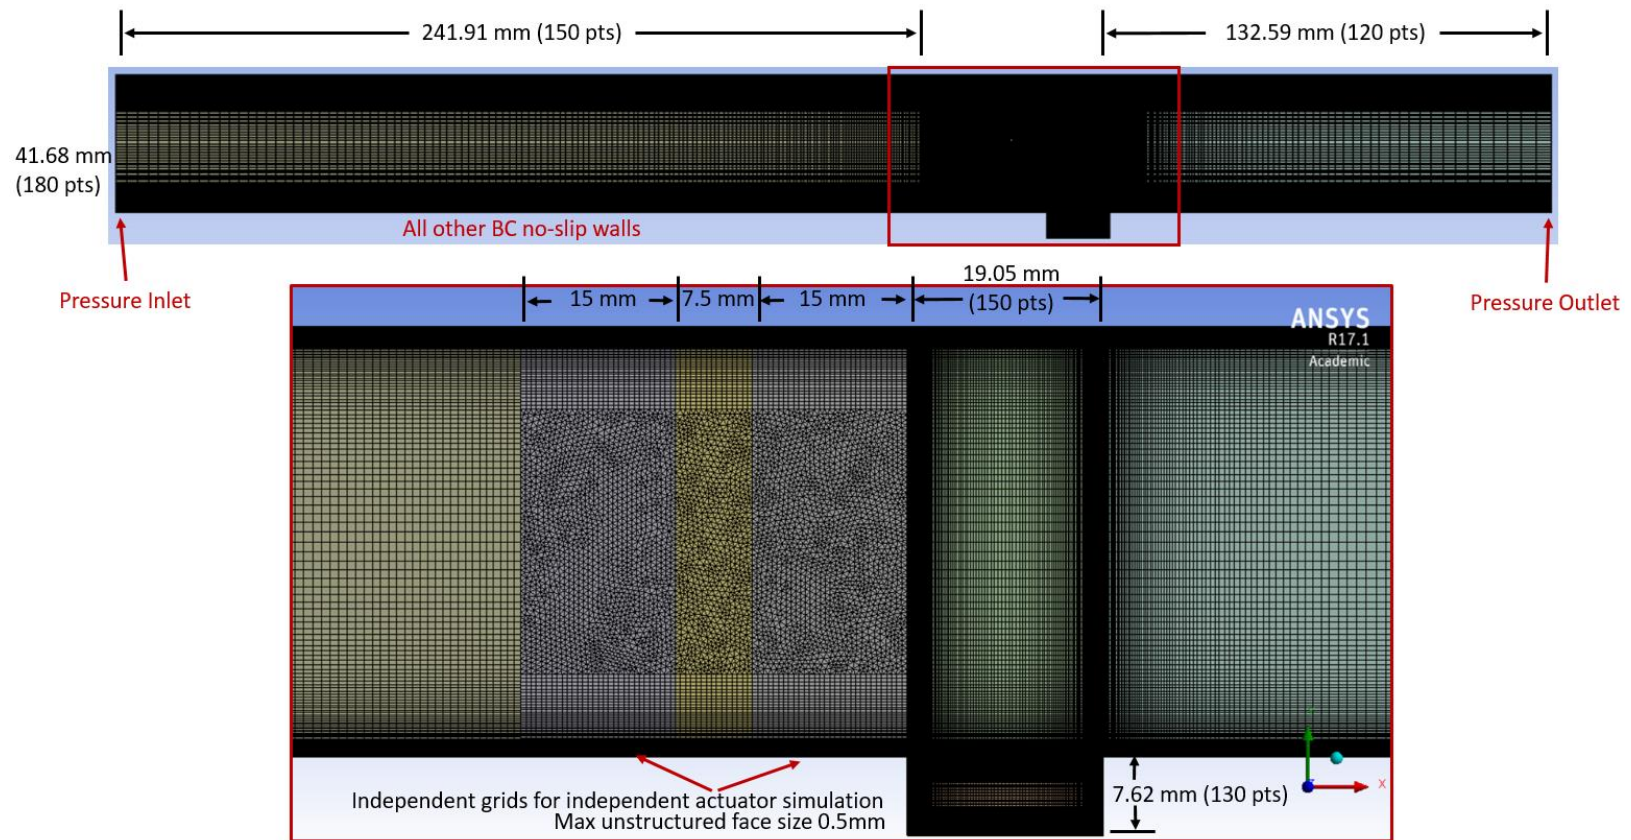 241.91 mm (150 pts)
132.59 mm (120 pts)
41.68 mm
(180 pts)
All other BC no-slip walls
Pressure Inlet
Pressure Outlet
19.05 mm
(150 pts)
15 mm
7.5 mm
15 mm
ANSYS
R17.1
Academic
Independent grids for independent actuator simulation
Max unstructured face size 0.5mm
7.62 mm (130 pts)
X